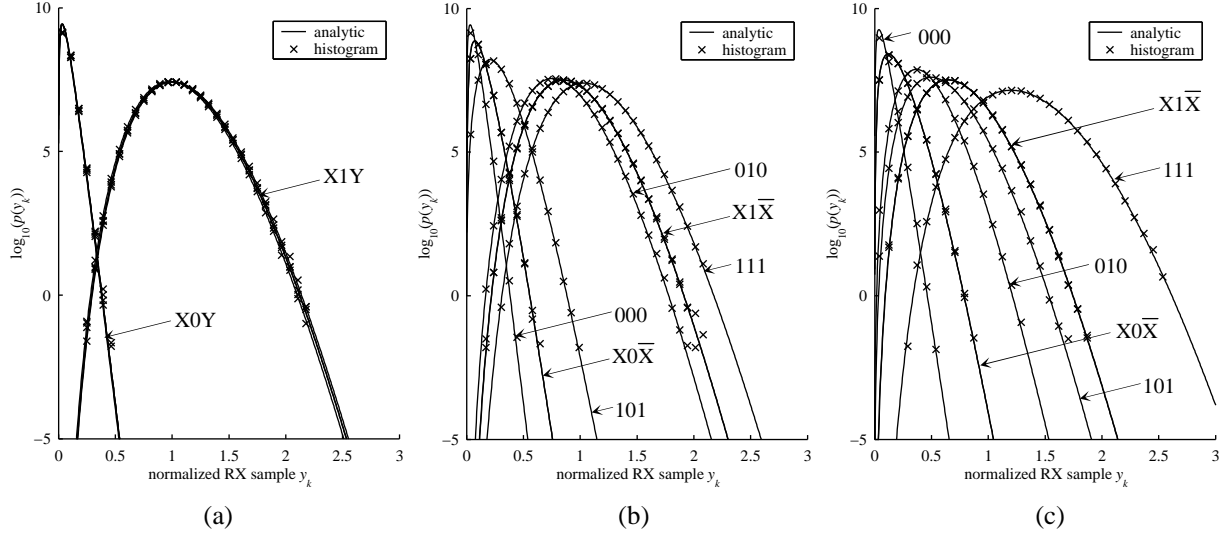 10
5
0
−5
log10(p(yk))
0 0.5 1 1.5 2 2.5 3
normalized RX sample yk
analytic
histogram
X1Y
X0Y
(a)
10
5
0
−5
log10(p(yk))
0 0.5 1 1.5 2 2.5 3
normalized RX sample yk
analytic
histogram
010
X1X̅
111
000
X0X̅
101
(b)
10
5
0
−5
log10(p(yk))
0 0.5 1 1.5 2 2.5 3
normalized RX sample yk
analytic
histogram
000
X1X̅
111
010
X0X̅
101
(c)